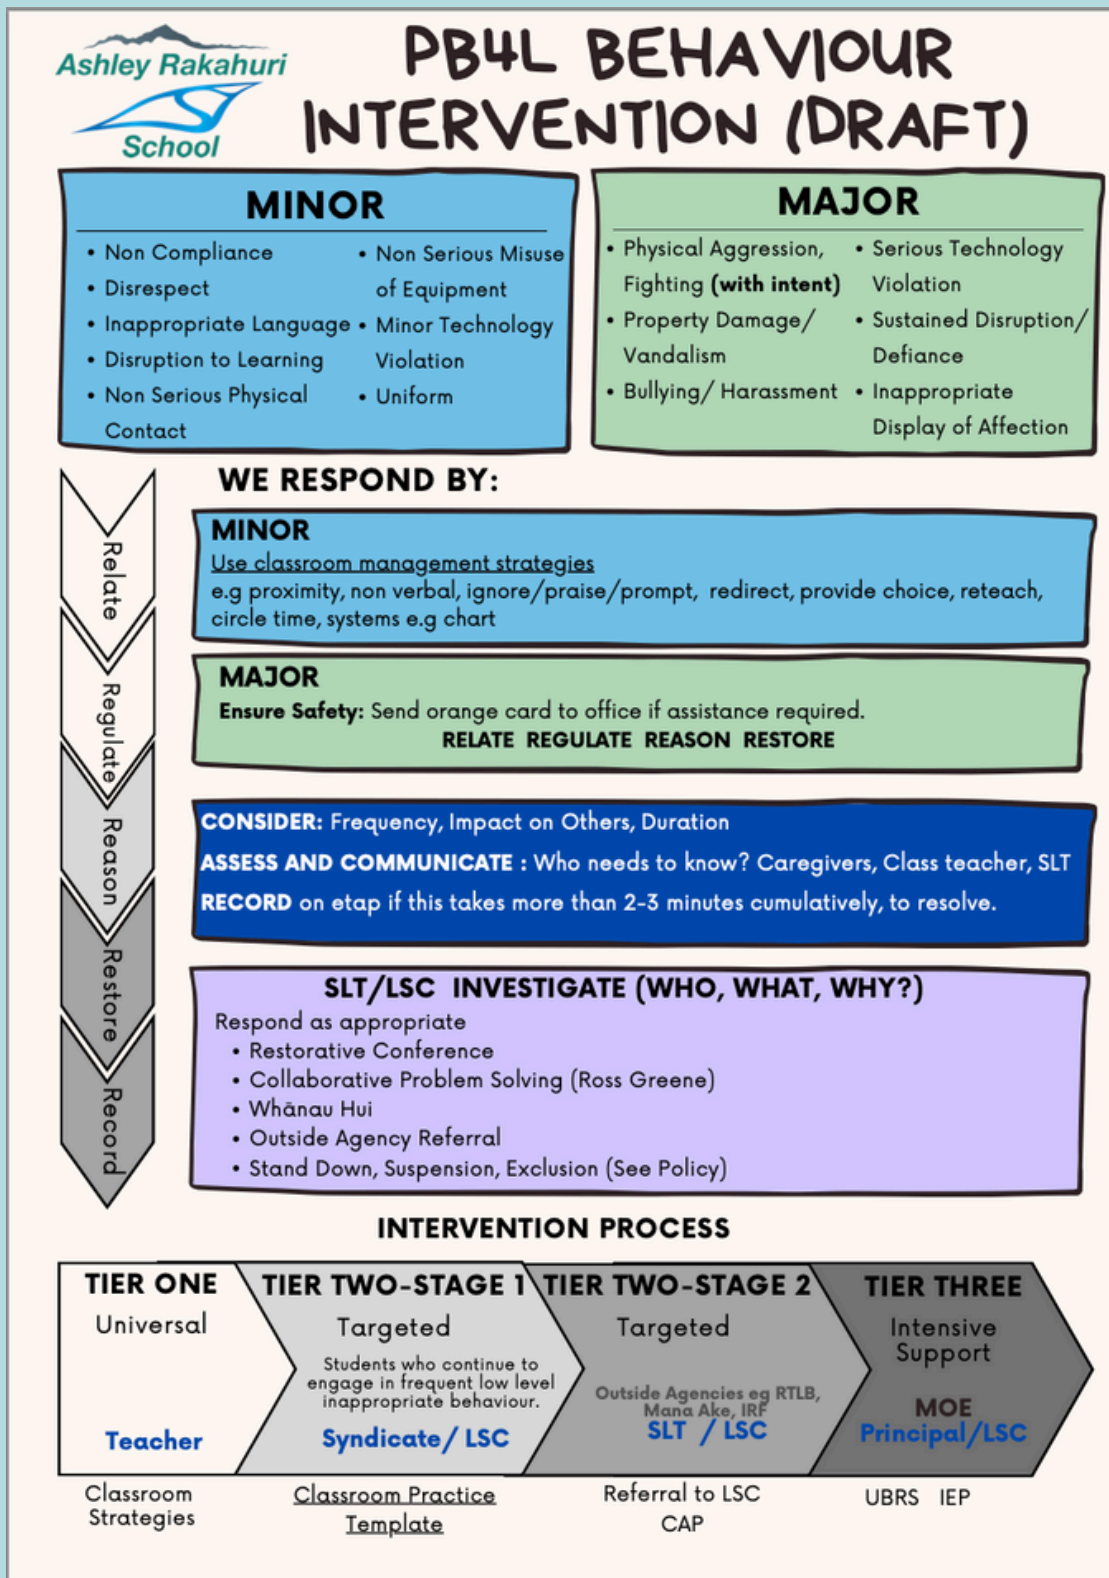 Ashley Rakahuri
School
PB4L BEHAVIOUR
INTERVENTION (DRAFT)
MINOR
• Non Compliance
• Disrespect
• Inappropriate Language
• Disruption to Learning
• Non Serious Physical
Contact
• Non Serious Misuse
of Equipment
• Minor Technology
Violation
• Uniform
MAJOR
• Physical Aggression,
Fighting (with intent)
• Property Damage/
Vandalism
• Bullying/ Harassment
• Serious Technology
Violation
• Sustained Disruption/
Defiance
• Inappropriate
Display of Affection
WE RESPOND BY:
Relate
Regulate
Reason
Restore
Record
MINOR
Use classroom management strategies
e.g proximity, non verbal, ignore/praise/prompt, redirect, provide choice, reteach,
circle time, systems e.g chart
MAJOR
Ensure Safety: Send orange card to office if assistance required.
RELATE REGULATE REASON RESTORE
CONSIDER: Frequency, Impact on Others, Duration
ASSESS AND COMMUNICATE : Who needs to know? Caregivers, Class teacher, SLT
RECORD on etap if this takes more than 2-3 minutes cumulatively, to resolve.
SLT/LSC INVESTIGATE (WHO, WHAT, WHY?)
Respond as appropriate
• Restorative Conference
• Collaborative Problem Solving (Ross Greene)
• Whānau Hui
• Outside Agency Referral
• Stand Down, Suspension, Exclusion (See Policy)
INTERVENTION PROCESS
TIER ONE
Universal
Teacher
Classroom
Strategies
TIER TWO-STAGE 1
Targeted
Students who continue to
engage in frequent low level
inappropriate behaviour.
Syndicate/ LSC
Classroom Practice
Template
TIER TWO-STAGE 2
Targeted
Outside Agencies eg RTLB,
Mana Ake, IRF
SLT / LSC
Referral to LSC
CAP
TIER THREE
Intensive
Support
MOE
Principal/LSC
UBRS IEP